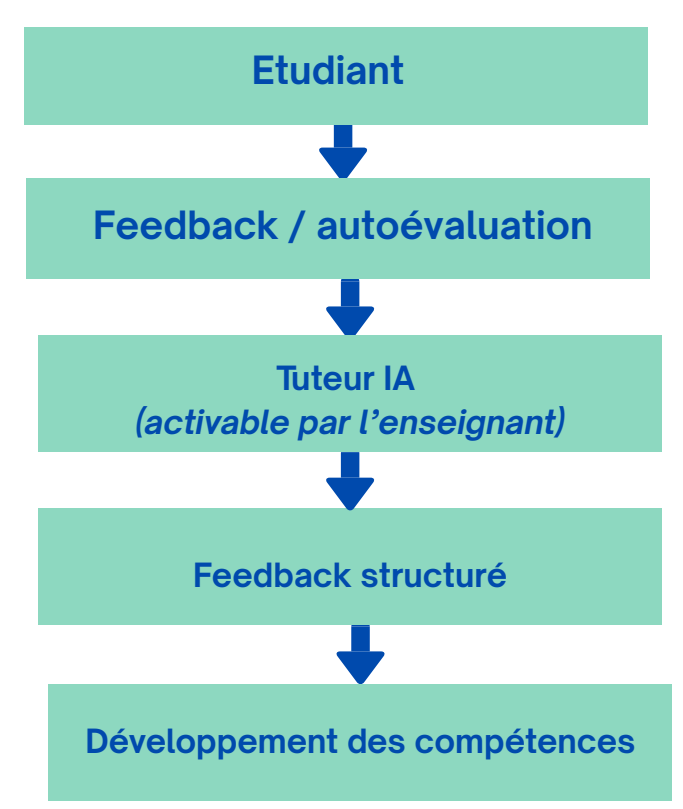 Etudiant
Feedback / autoévaluation
Tuteur IA
(activable par l’enseignant)
Feedback structuré
Développement des compétences